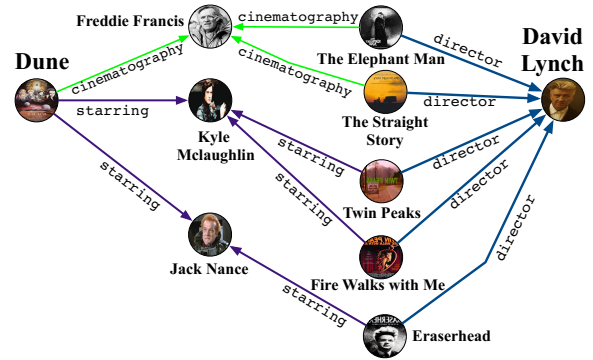 Freddie Francis
cinematography
The Elephant Man
director
David
Lynch
Dune
cinematography
cinematography
director
starring
Kyle
Mclaughlin
The Straight
Story
starring
director
starring
Twin Peaks
director
starring
Jack Nance
Fire Walks with Me
director
starring
Eraserhead